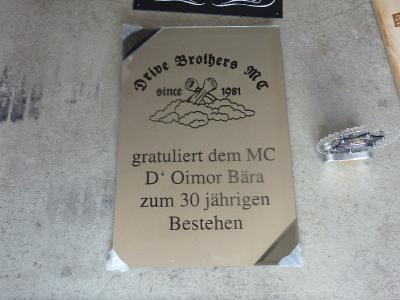 Drive Brothers MC
since 1981
gratuliert dem MC
D‘ Oimor Bära
zum 30 jährigen
Bestehen